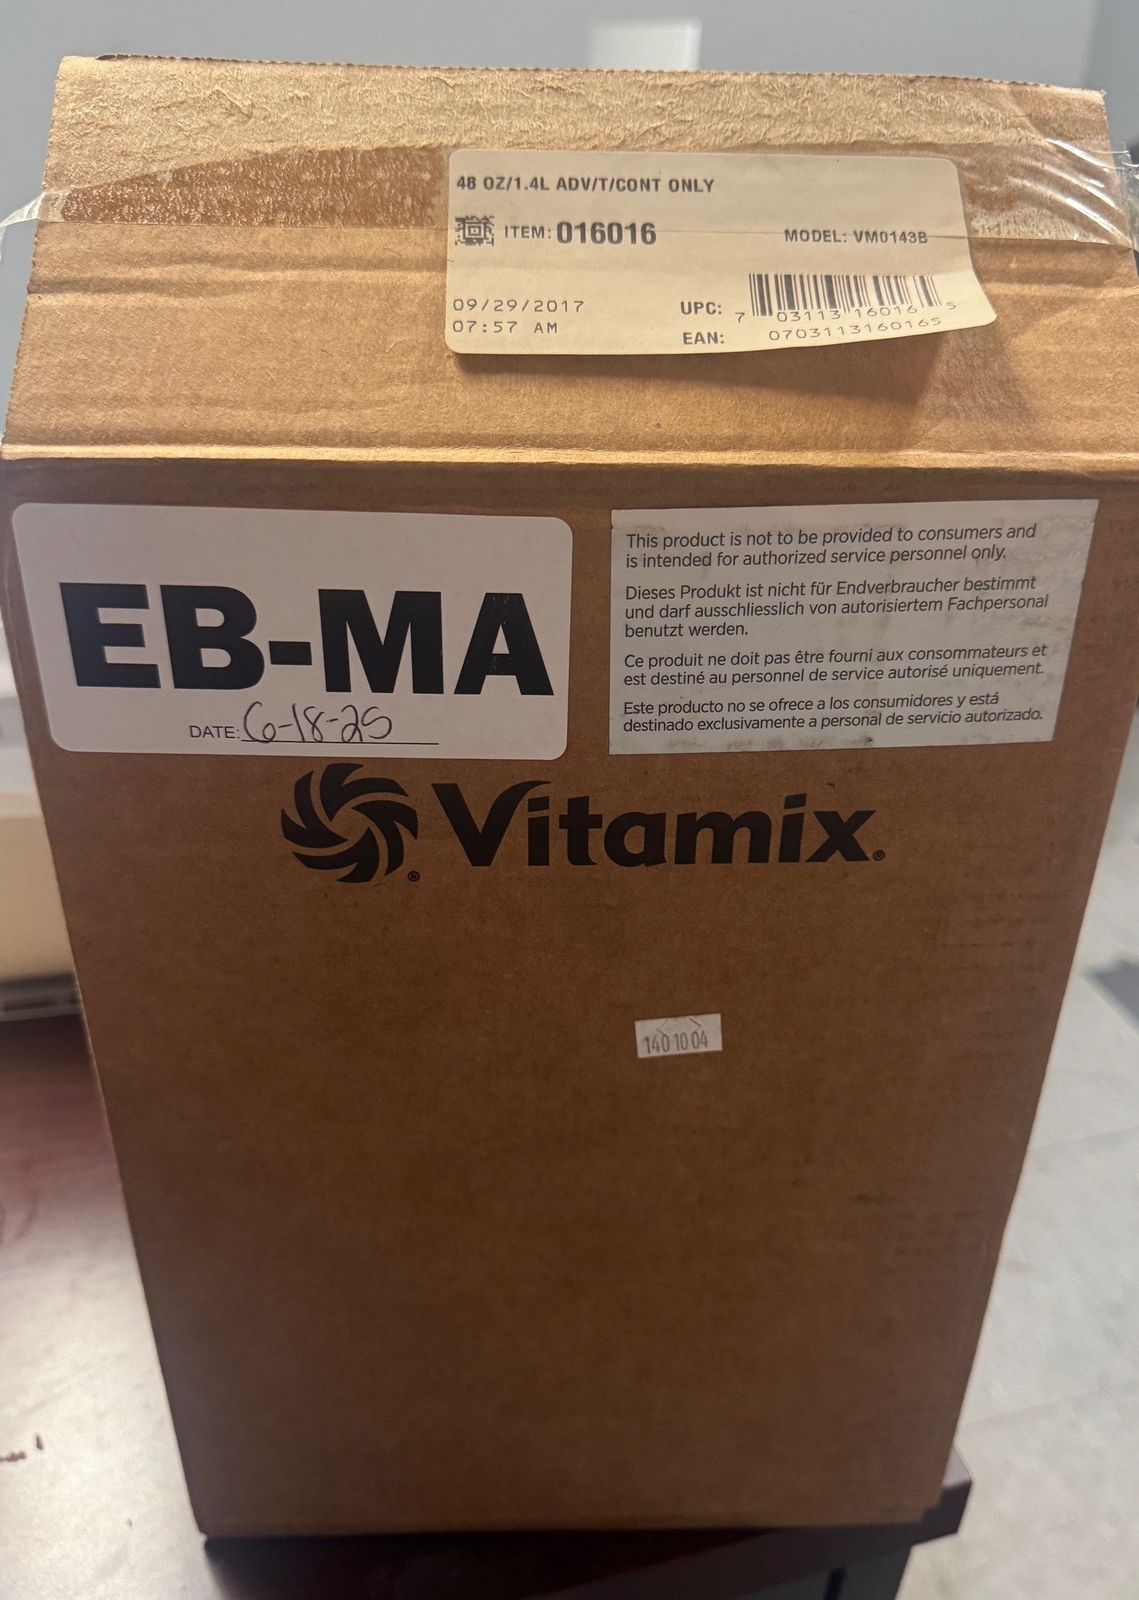 48 OZ/1.4L ADV/T/CONT ONLY
ITEM: 016016
MODEL: VM0143B
09/29/2017
07:57 AM
UPC: 7 03113 16016 5
EAN: 0703113160165
EB-MA
DATE: 6-18-25
This product is not to be provided to consumers and
is intended for authorized service personnel only.
Dieses Produkt ist nicht für Endverbraucher bestimmt
und darf ausschliesslich von autorisiertem Fachpersonal
benutzt werden.
Ce produit ne doit pas être fourni aux consommateurs et
est destiné au personnel de service autorisé uniquement.
Este producto no se ofrece a los consumidores y está
destinado exclusivamente a personal de servicio autorizado.
Vitamix®
140 10 04